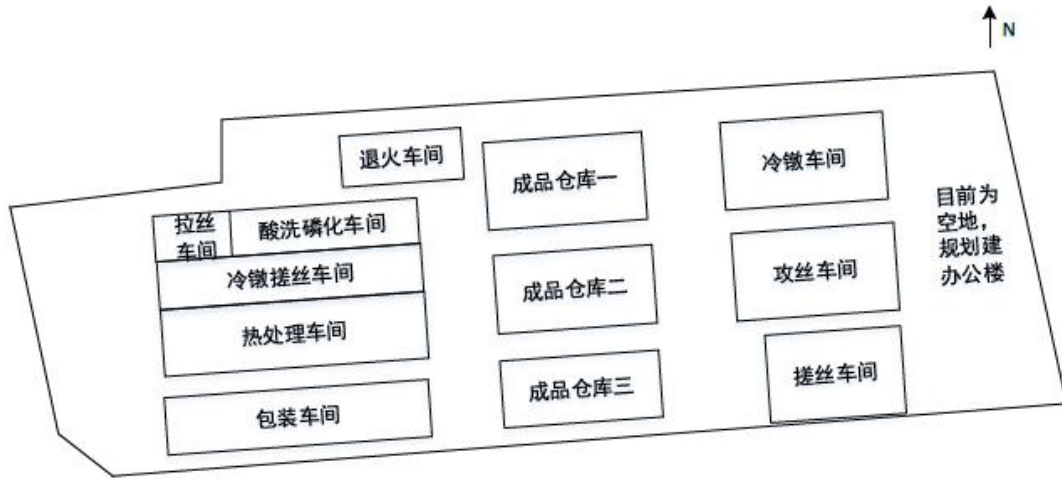 N
退火车间
成品仓库一
冷镦车间
拉丝
车间
酸洗磷化车间
目前为
空地，
规划建
办公楼
冷镦搓丝车间
成品仓库二
攻丝车间
热处理车间
成品仓库三
搓丝车间
包装车间